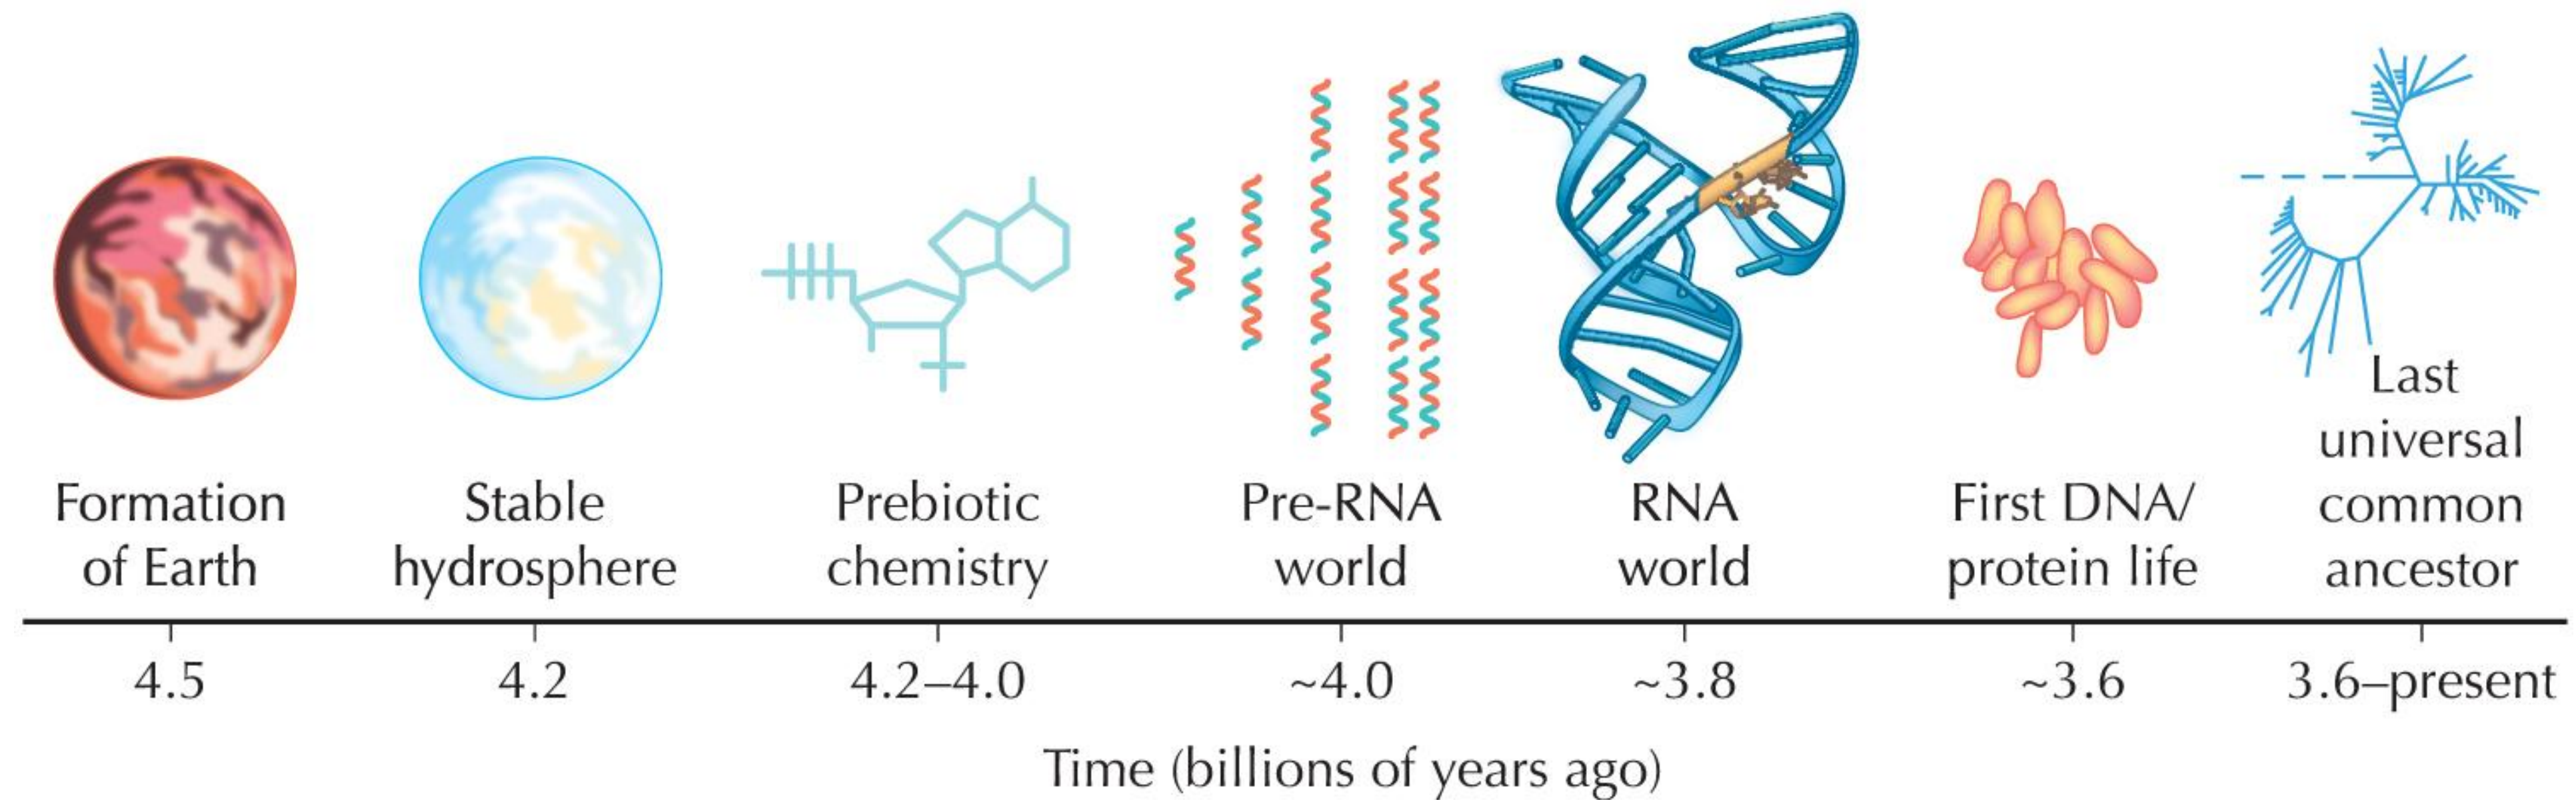 Formation
of Earth
Stable
hydrosphere
Prebiotic
chemistry
Pre-RNA
world
RNA
world
First DNA/
protein life
Last
universal
common
ancestor
4.5
4.2
4.2–4.0
~4.0
~3.8
~3.6
3.6–present
Time (billions of years ago)